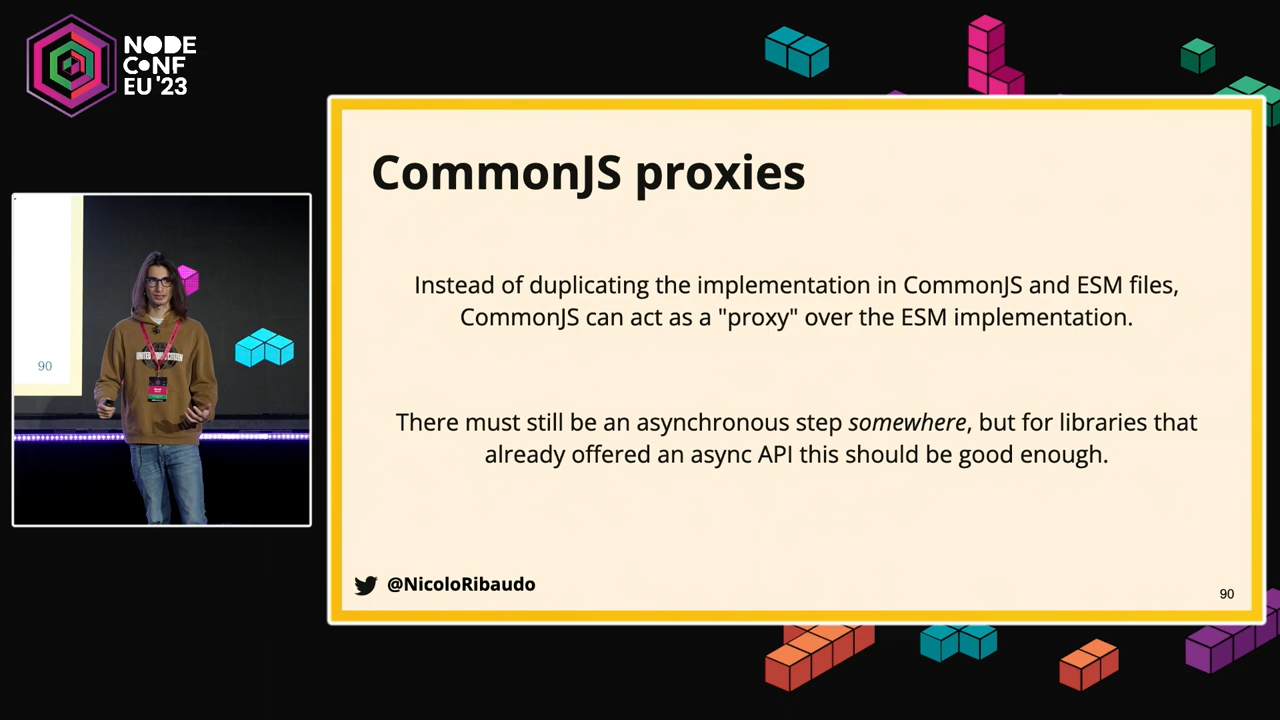 NODE
CONF
EU '23
CommonJS proxies
Instead of duplicating the implementation in CommonJS and ESM files,
CommonJS can act as a "proxy" over the ESM implementation.
There must still be an asynchronous step somewhere, but for libraries that
already offered an async API this should be good enough.
@NicoloRibaudo
90
90